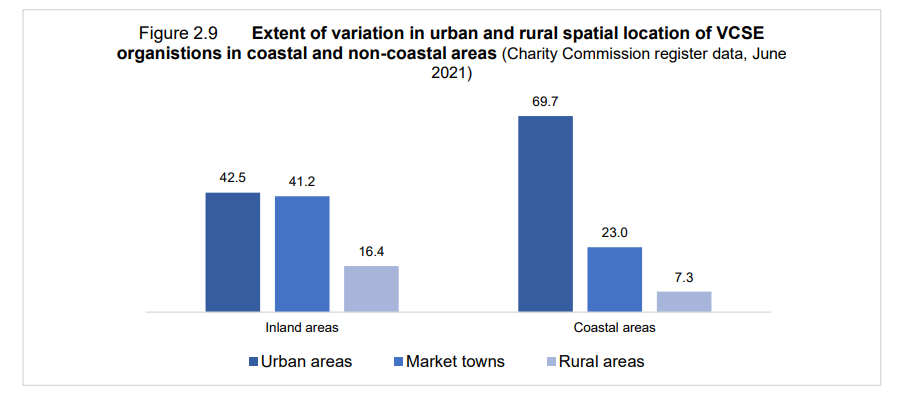 Figure 2.9 Extent of variation in urban and rural spatial location of VCSE
organistions in coastal and non-coastal areas (Charity Commission register data, June
2021)
69.7
42.5
41.2
23.0
16.4
7.3
Inland areas
Coastal areas
Urban areas
Market towns
Rural areas